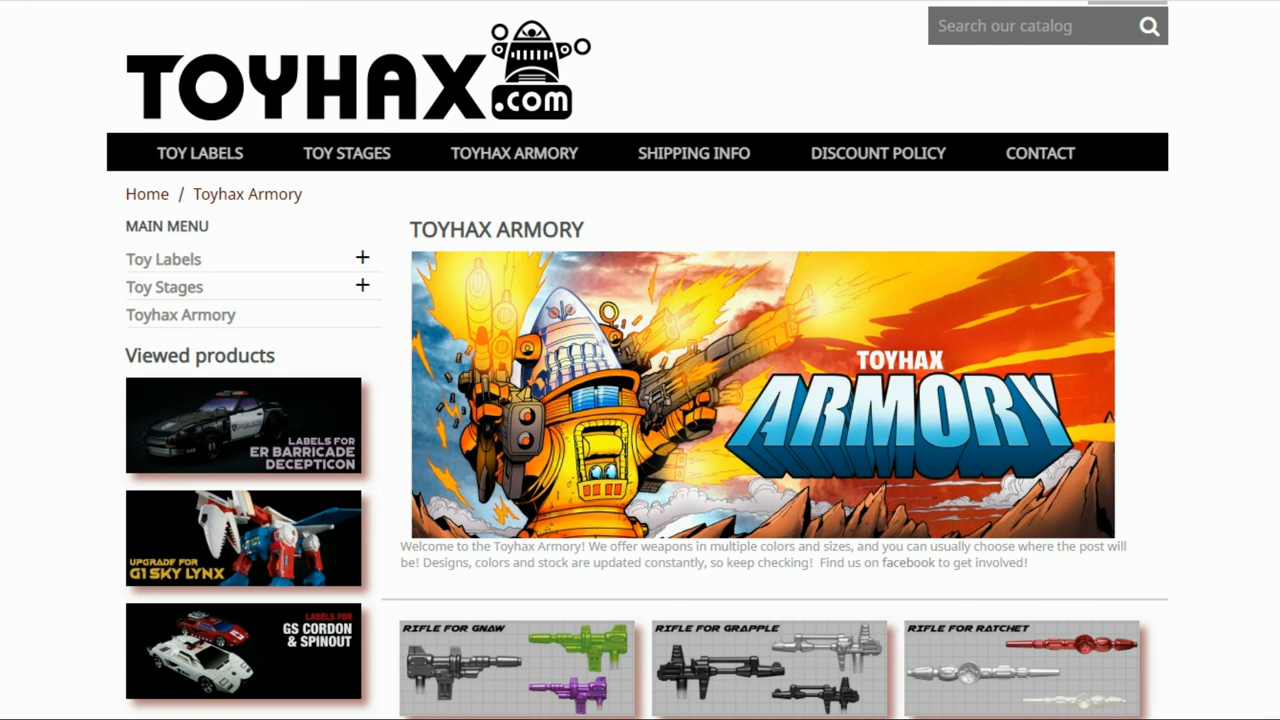 TOYHAX
.com
Search our catalog
TOY LABELS TOY STAGES TOYHAX ARMORY SHIPPING INFO DISCOUNT POLICY CONTACT
Home / Toyhax Armory
MAIN MENU
Toy Labels +
Toy Stages +
Toyhax Armory
Viewed products
LABELS FOR
ER BARRICADE
DECEPTICON
UPGRADE FOR
G1 SKY LYNX
LABELS FOR
GS CORDON
& SPINOUT
TOYHAX ARMORY
TOYHAX
ARMORY
Welcome to the Toyhax Armory! We offer weapons in multiple colors and sizes, and you can usually choose where the post will
be! Designs, colors and stock are updated constantly, so keep checking! Find us on facebook to get involved!
RIFLE FOR GNAW
RIFLE FOR GRAPPLE
RIFLE FOR RATCHET